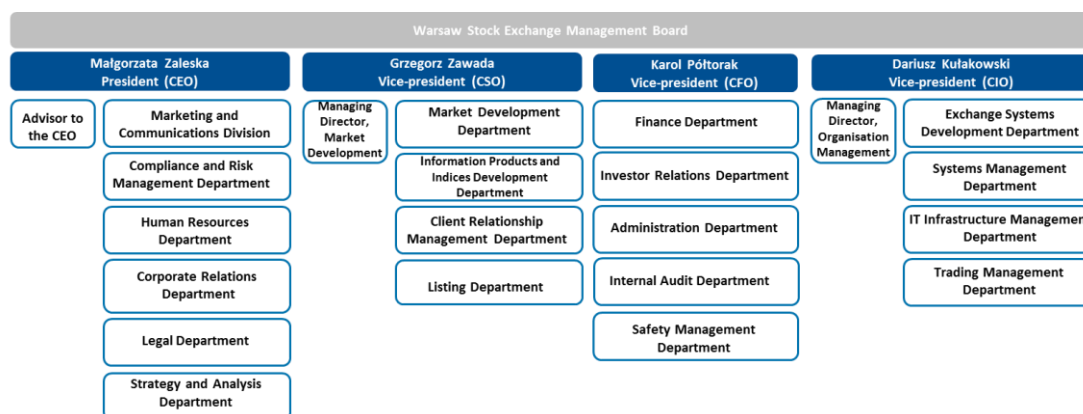 Warsaw Stock Exchange Management Board
Małgorzata Zaleska
President (CEO)
Advisor to
the CEO
Marketing and
Communications Division
Compliance and Risk
Management Department
Human Resources
Department
Corporate Relations
Department
Legal Department
Strategy and Analysis
Department
Grzegorz Zawada
Vice-president (CSO)
Managing
Director,
Market
Development
Market Development
Department
Information Products and
Indices Development
Department
Client Relationship
Management Department
Listing Department
Karol Półtorak
Vice-president (CFO)
Finance Department
Investor Relations Department
Administration Department
Internal Audit Department
Safety Management
Department
Dariusz Kułakowski
Vice-president (CIO)
Managing
Director,
Organisation
Management
Exchange Systems
Development Department
Systems Management
Department
IT Infrastructure Management
Department
Trading Management
Department